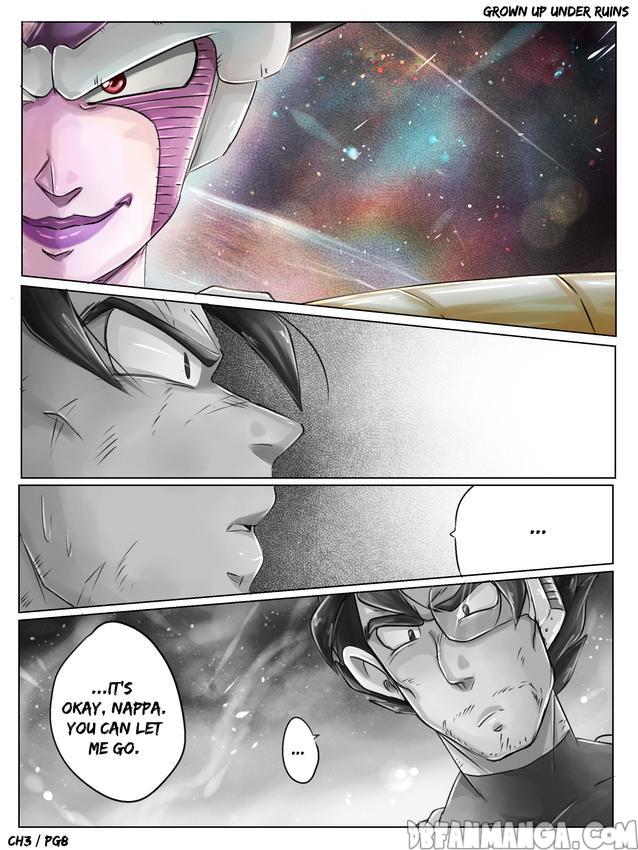 GROWN UP UNDER RUINS
...
...IT'S
OKAY, NAPPA.
YOU CAN LET
ME GO.
...
CH3 / PG8
DBFANMANGA.COM